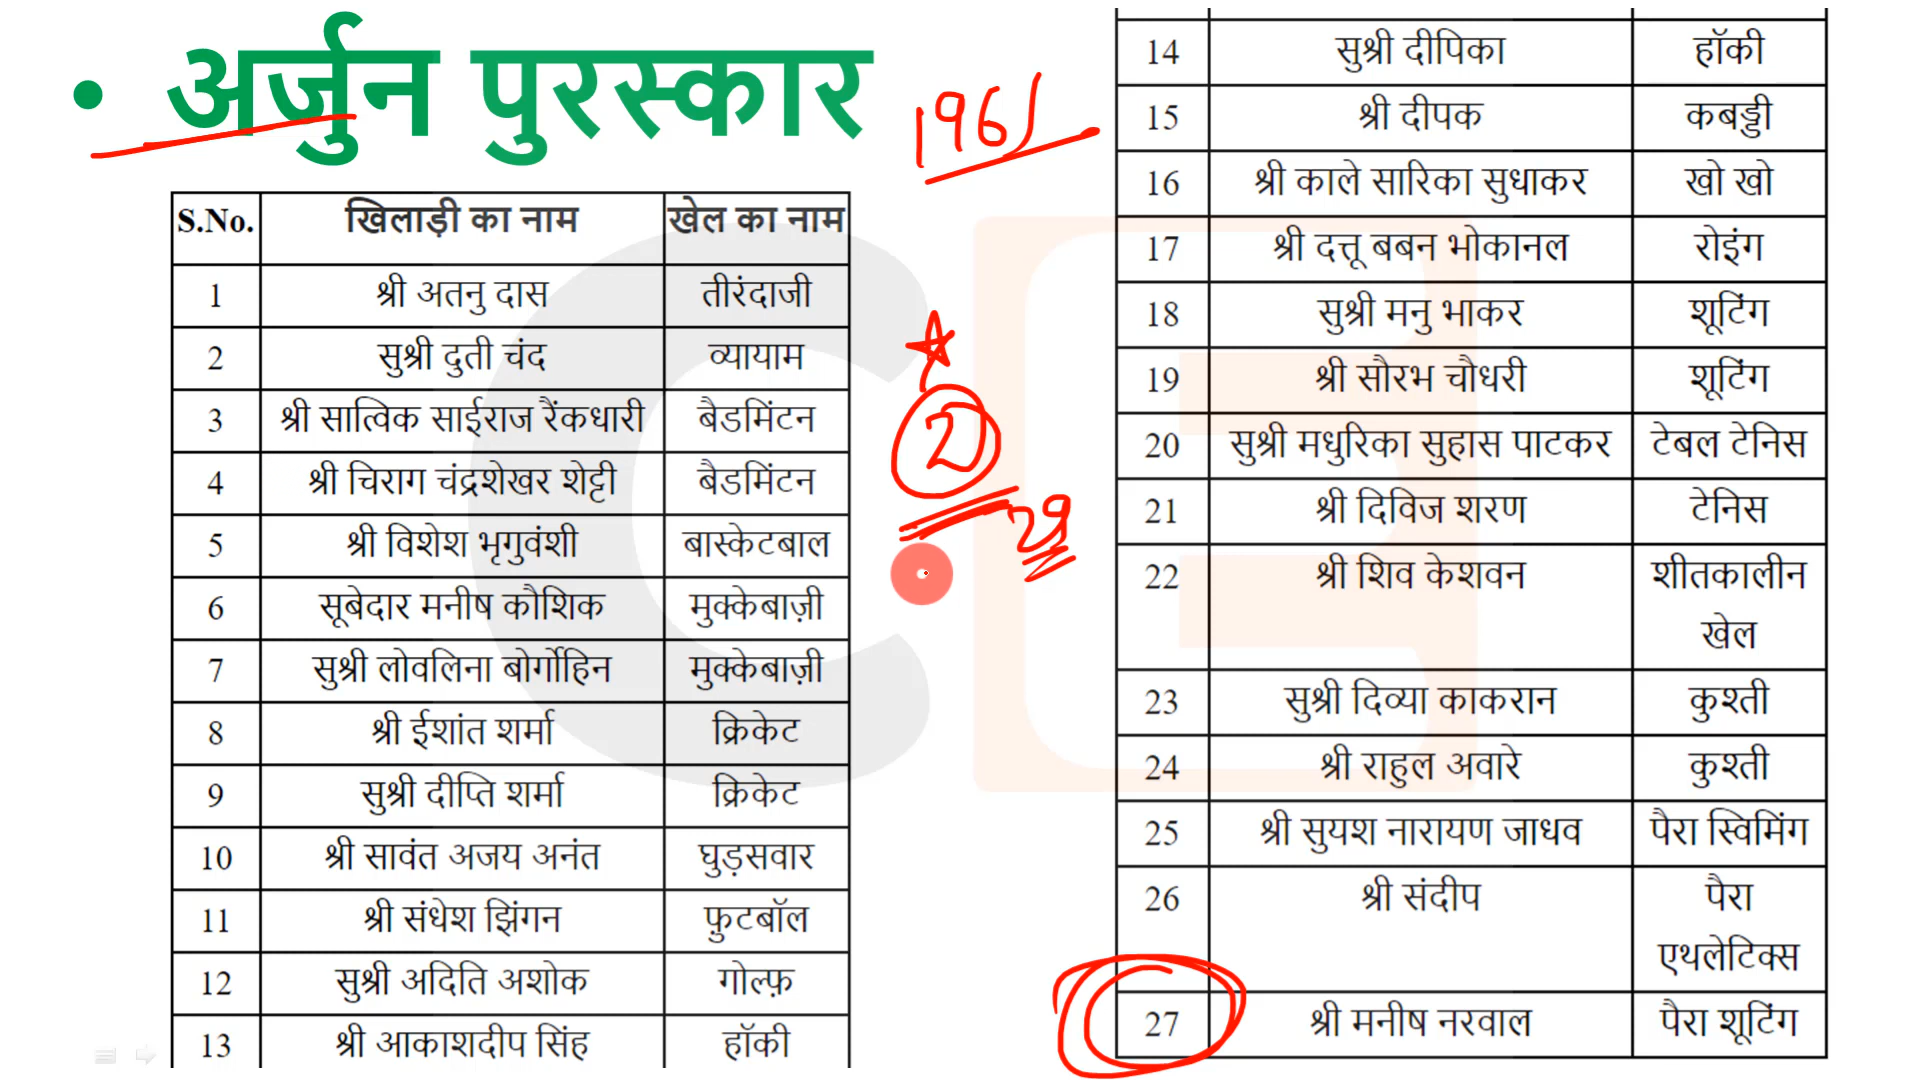 • अर्जुन पुरस्कार
1961
S.No. खिलाड़ी का नाम खेल का नाम
1 श्री अतनु दास तीरंदाजी
2 सुश्री दुती चंद व्यायाम
3 श्री सात्विक साईराज रैंकधारी बैडमिंटन
4 श्री चिराग चंद्रशेखर शेट्टी बैडमिंटन
5 श्री विशेश भृगुवंशी बास्केटबाल
6 सूबेदार मनीष कौशिक मुक्केबाज़ी
7 सुश्री लोवलिना बोर्गोहिन मुक्केबाज़ी
8 श्री ईशांत शर्मा क्रिकेट
9 सुश्री दीप्ति शर्मा क्रिकेट
10 श्री सावंत अजय अनंत घुड़सवार
11 श्री संधेश झिंगन फ़ुटबॉल
12 सुश्री अदिति अशोक गोल्फ़
13 श्री आकाशदीप सिंह हॉकी
2
29
14 सुश्री दीपिका हॉकी
15 श्री दीपक कबड्डी
16 श्री काले सारिका सुधाकर खो खो
17 श्री दत्तू बबन भोकानल रोइंग
18 सुश्री मनु भाकर शूटिंग
19 श्री सौरभ चौधरी शूटिंग
20 सुश्री मधुरिका सुहास पाटकर टेबल टेनिस
21 श्री दिविज शरण टेनिस
22 श्री शिव केशवन शीतकालीन
खेल
23 सुश्री दिव्या काकरान कुश्ती
24 श्री राहुल अवारे कुश्ती
25 श्री सुयश नारायण जाधव पैरा स्विमिंग
26 श्री संदीप पैरा
एथलेटिक्स
27 श्री मनीष नरवाल पैरा शूटिंग